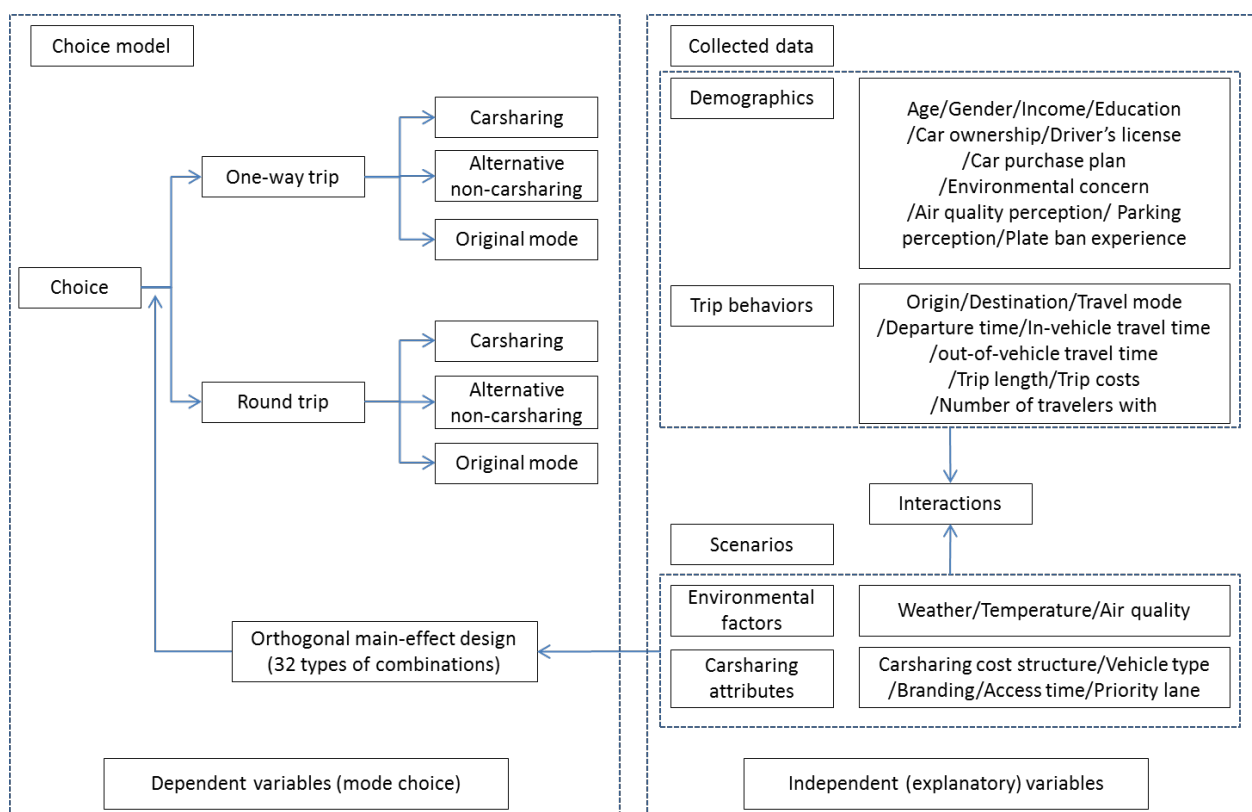 Choice model
Carsharing
One-way trip
Alternative
non-carsharing
Original mode
Choice
Carsharing
Round trip
Alternative
non-carsharing
Original mode
Orthogonal main-effect design
(32 types of combinations)
Dependent variables (mode choice)
Collected data
Demographics
Age/Gender/Income/Education
/Car ownership/Driver’s license
/Car purchase plan
/Environmental concern
/Air quality perception/ Parking
perception/Plate ban experience
Trip behaviors
Origin/Destination/Travel mode
/Departure time/In-vehicle travel time
/out-of-vehicle travel time
/Trip length/Trip costs
/Number of travelers with
Interactions
Scenarios
Environmental
factors
Weather/Temperature/Air quality
Carsharing
attributes
Carsharing cost structure/Vehicle type
/Branding/Access time/Priority lane
Independent (explanatory) variables